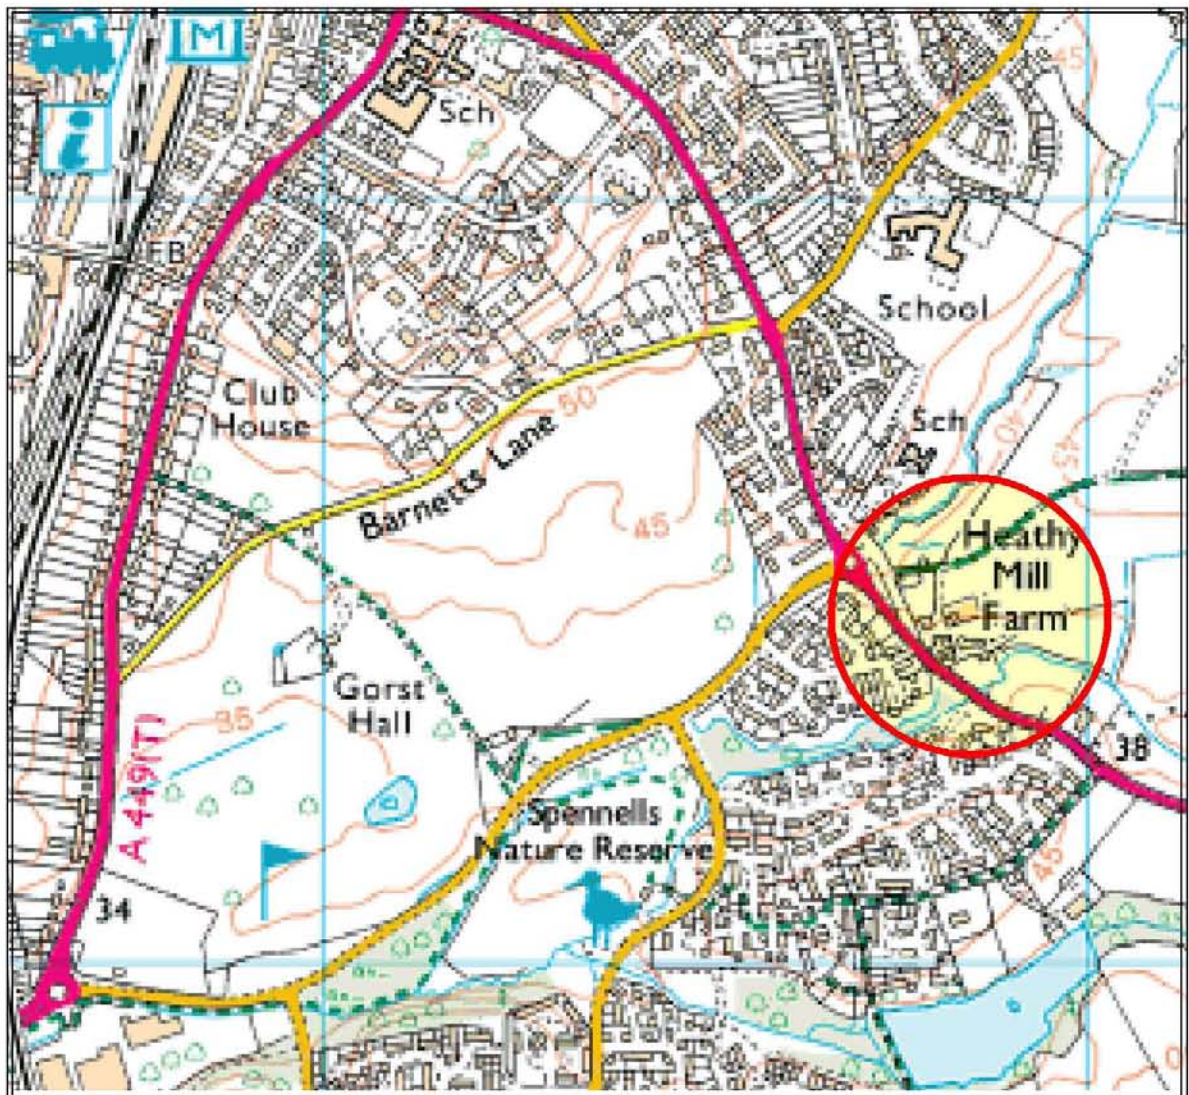 M
i
Sch
FB
School
Club
House
50
Barnetts Lane
45
Sch
40
45
45
Heathy
Mill
Farm
Gorst
Hall
35
A 449(T)
38
Spennells
Nature Reserve
45
34